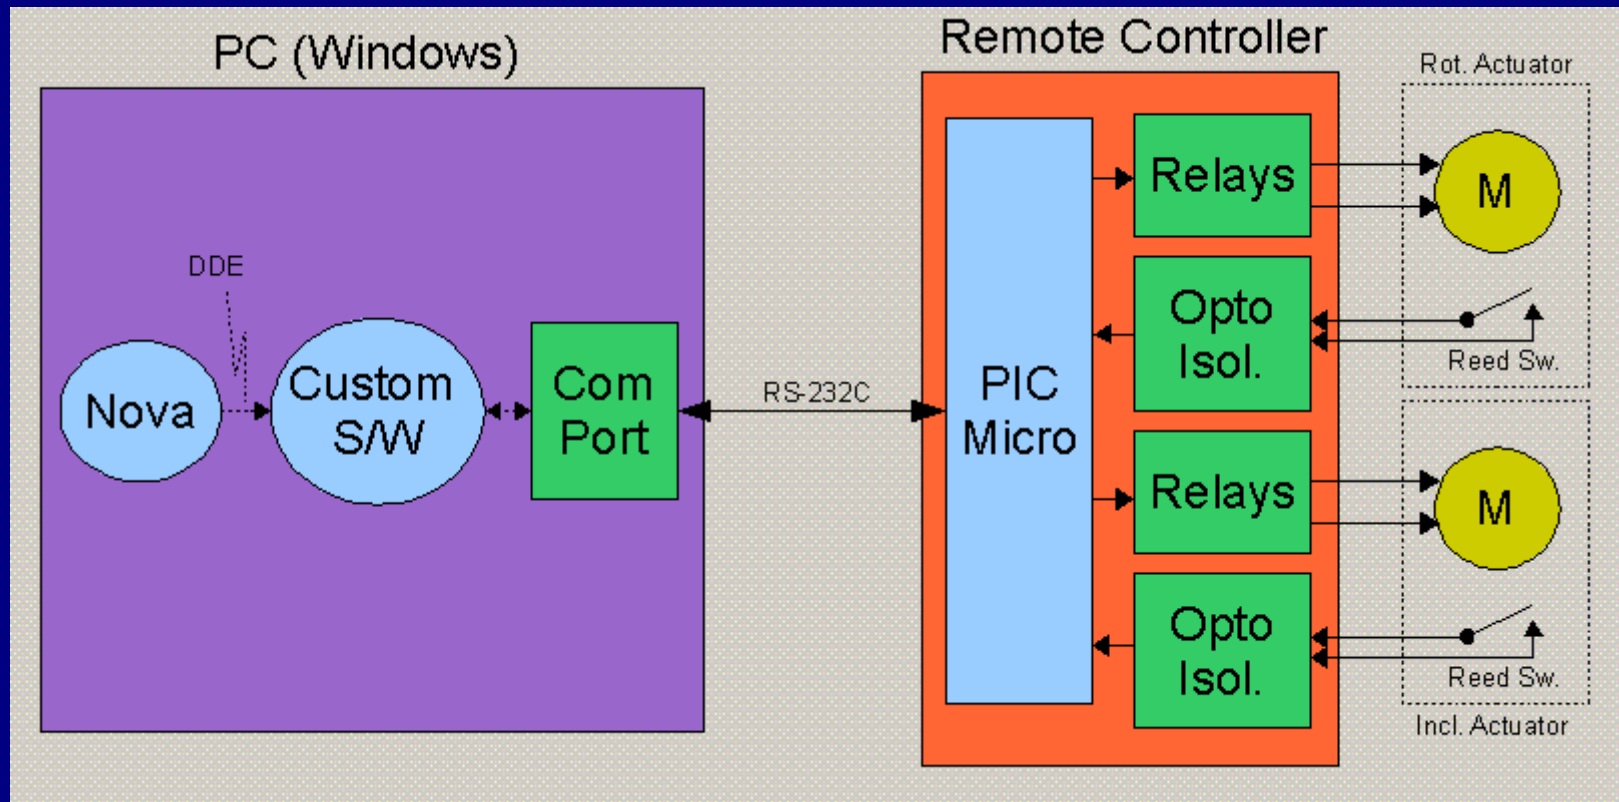 PC (Windows)
Remote Controller
Rot. Actuator
DDE
Nova
Custom
S/W
Com
Port
RS-232C
PIC
Micro
Relays
Opto
Isol.
Relays
Opto
Isol.
M
Reed Sw.
M
Reed Sw.
Incl. Actuator